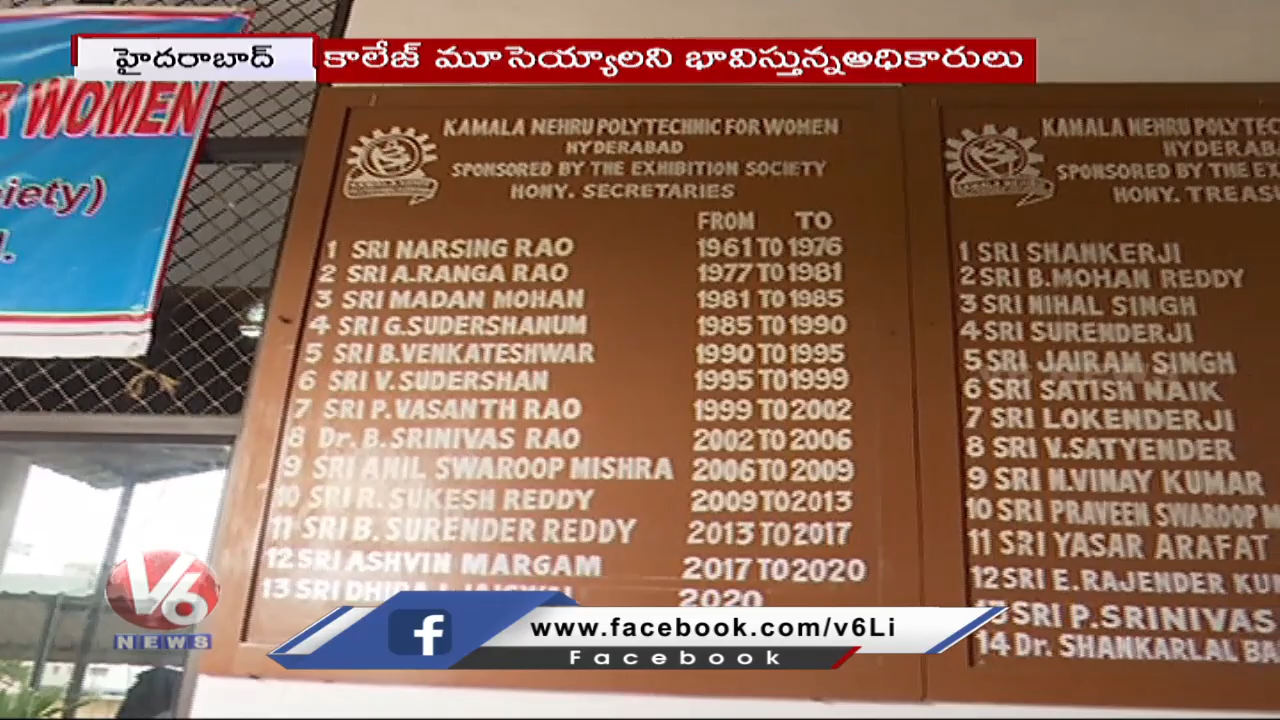 హైదరాబాద్
కాలేజ్ మూసెయ్యాలని భావిస్తున్నఅధికారులు
R WOMEN
iety)
KAMALA NEHRU POLYTECHNIC FOR WOMEN
HYDERABAD
SPONSORED BY THE EXHIBITION SOCIETY
HONY. SECRETARIES
FROM TO
1 SRI NARSING RAO 1961 TO 1976
2 SRI A.RANGA RAO 1977 TO 1981
3 SRI MADAN MOHAN 1981 TO 1985
4 SRI G.SUDERSHANUM 1985 TO 1990
5 SRI B.VENKATESHWAR 1990 TO 1995
6 SRI V.SUDERSHAN 1995 TO 1999
7 SRI P.VASANTH RAO 1999 TO 2002
8 Dr. B.SRINIVAS RAO 2002 TO 2006
9 SRI ANIL SWAROOP MISHRA 2006 TO 2009
10 SRI R. SUKESH REDDY 2009 TO 2013
11 SRI B. SURENDER REDDY 2013 TO 2017
12 SRI ASHVIN MARGAM 2017 TO 2020
13 SRI 2020
KAMALA NEHRU POLYTEC
HYDERABA
SPONSORED BY THE EX
HONY. TREAS
1 SRI SHANKERJI
2 SRI B.MOHAN REDDY
3 SRI NIHAL SINGH
4 SRI SURENDERJI
5 SRI JAIRAM SINGH
6 SRI SATISH NAIK
7 SRI LOKENDERJI
8 SRI V.SATYENDER
9 SRI N.VINAY KUMAR
10 SRI PRAVEEN SWAROOP M
11 SRI YASAR ARAFAT
12 SRI E.RAJENDER KU
13 SRI P.SRINIVAS
14 Dr. SHANKARLAL BA
V6
NEWS
f
www.facebook.com/v6Li
Facebook